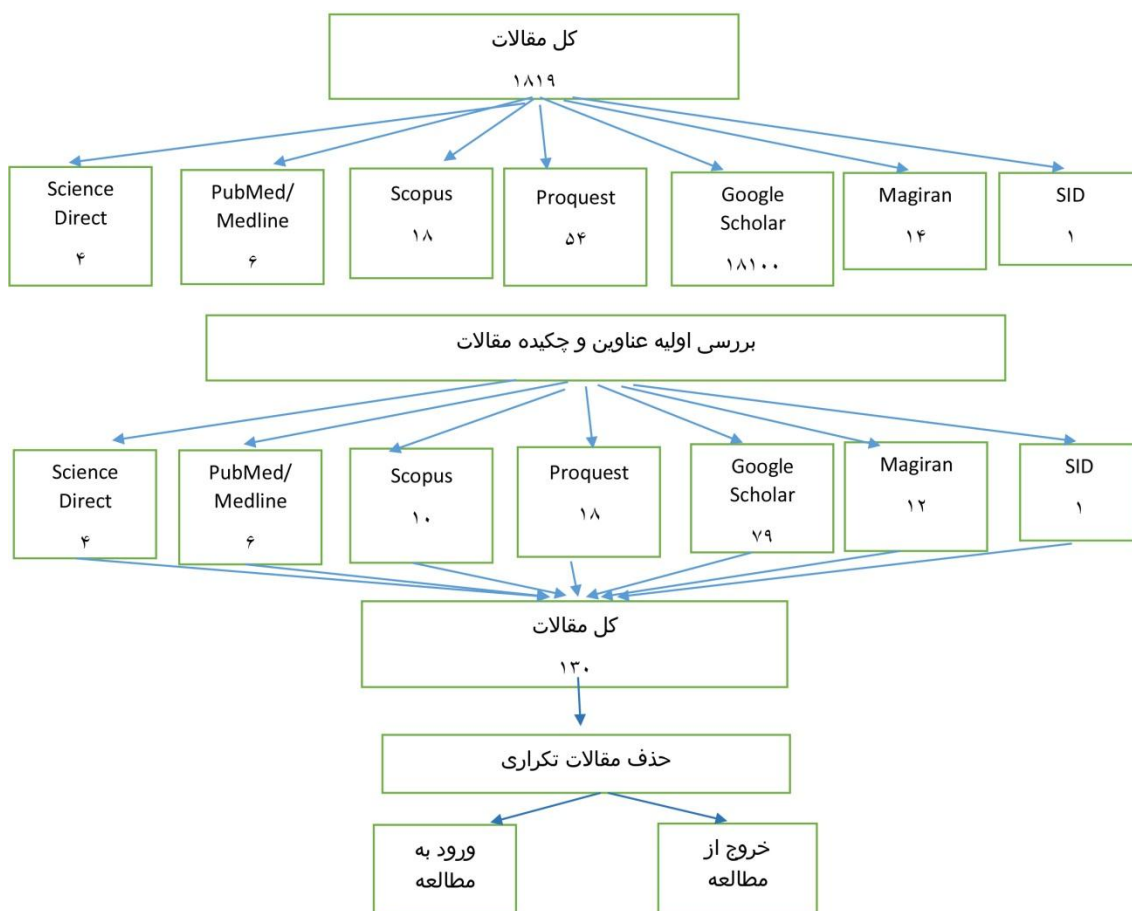 کل مقالات
۱۸۱۹
Science
Direct
۴
PubMed/
Medline
۶
Scopus
۱۸
Proquest
۵۴
Google
Scholar
۱۸۱۰۰
Magiran
۱۴
SID
۱
بررسی اولیه عناوین و چکیده مقالات
Science
Direct
۴
PubMed/
Medline
۶
Scopus
۱۰
Proquest
۱۸
Google
Scholar
۷۹
Magiran
۱۲
SID
۱
کل مقالات
۱۳۰
حذف مقالات تکراری
ورود به
مطالعه
خروج از
مطالعه